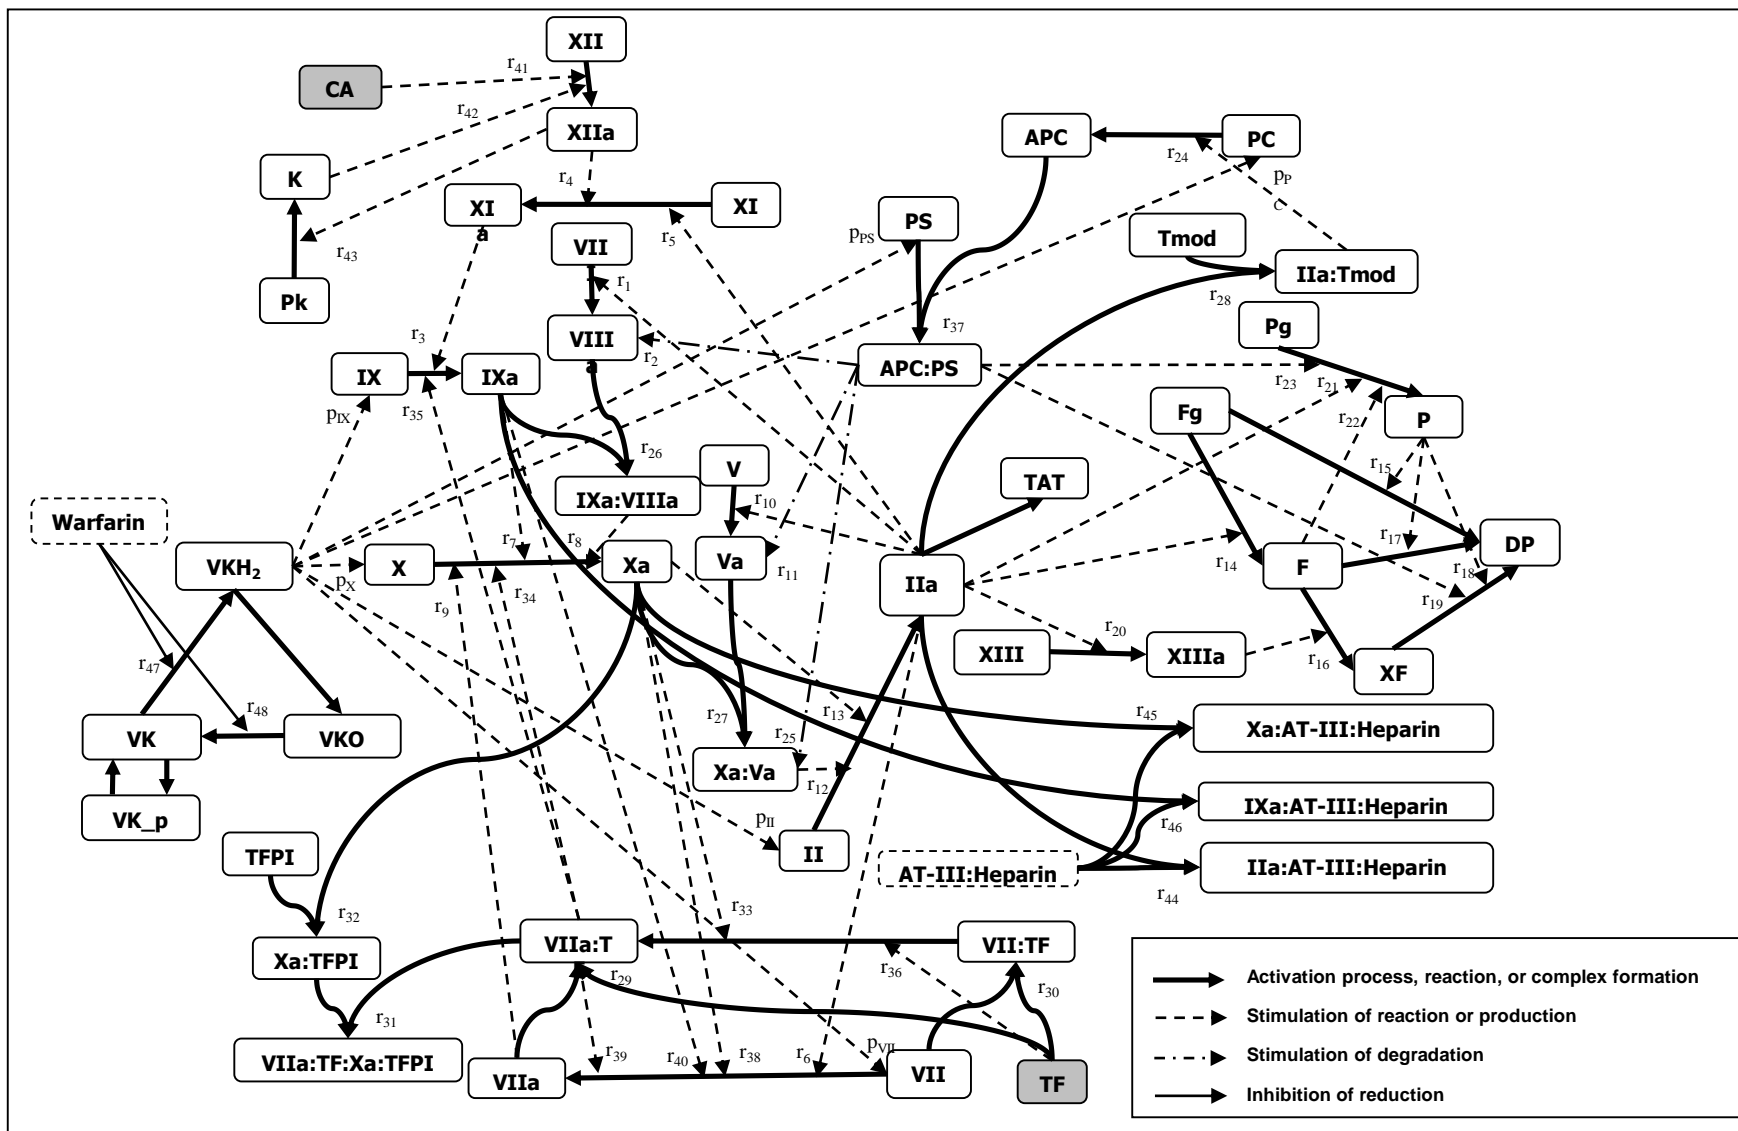 XII
r41
CA
r42
XIIa
APC
PC
r24
K
r4
pP
C
XIa
XI
PS
r43
VII
pPS
Tmod
r5
IIa:Tmod
r1
Pk
r28
Pg
VIIIa
r37
r3
r2
APC:PS
IX
IXa
r23
r21
pIX
r35
Fg
P
r22
r26
V
r15
TAT
IXa:VIIIa
r10
Warfarin
DP
r17
r7
r8
Va
VKH2
X
Xa
r11
r14
F
r18
pX
IIa
r9
r34
r19
r20
XIII
XIIIa
r16
XF
r47
r48
r27
r13
r45
VK
VKO
r25
Xa:AT-III:Heparin
Xa:Va
r12
VK_p
IXa:AT-III:Heparin
pII
r46
TFPI
II
AT-III:Heparin
IIa:AT-III:Heparin
r44
r32
r33
VIIa:T
VII:TF
Xa:TFPI
r36
r29
r30
Activation process, reaction, or complex formation
r31
Stimulation of reaction or production
VIIa:TF:Xa:TFPI
r39
r40
r38
r6
pVII
Stimulation of degradation
VIIa
VII
TF
Inhibition of reduction